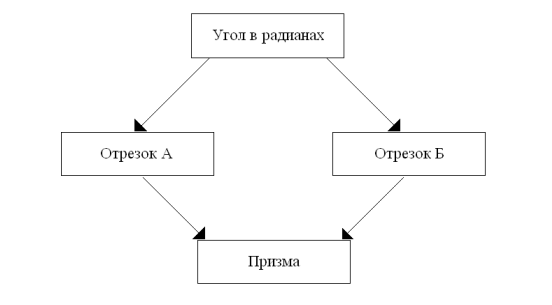 Угол в радианах
Отрезок А
Отрезок Б
Призма